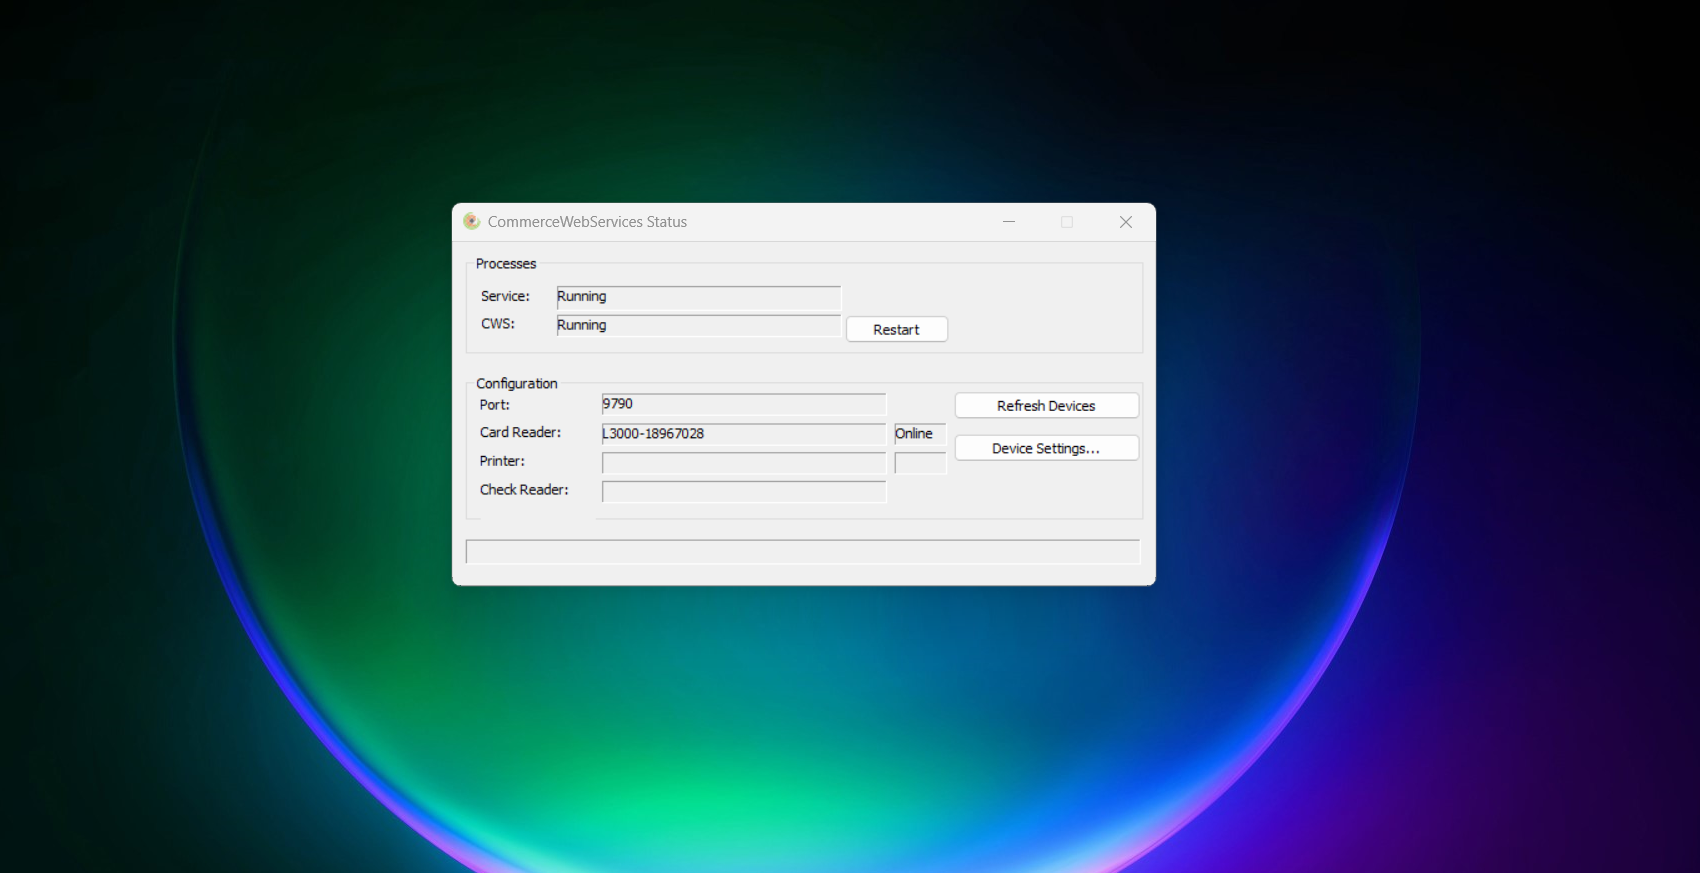 CommerceWebServices Status
Processes
Service: Running
CWS: Running
Restart
Configuration
Port: 9790
Refresh Devices
Card Reader: L3000-18967028 Online
Device Settings...
Printer:
Check Reader: